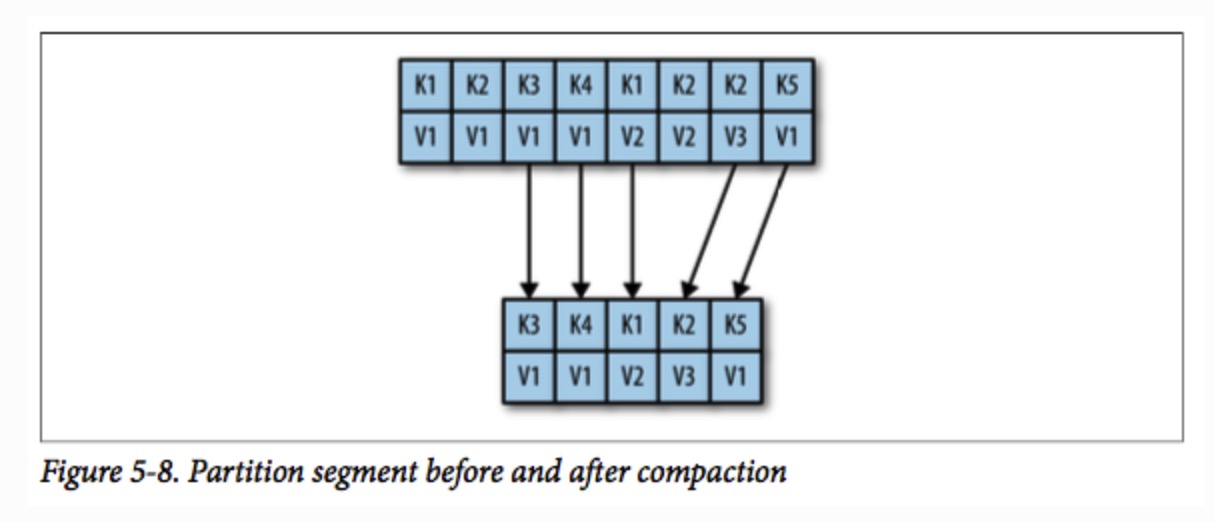 K1 K2 K3 K4 K1 K2 K2 K5
V1 V1 V1 V1 V2 V2 V3 V1
K3 K4 K1 K2 K5
V1 V1 V2 V3 V1
Figure 5-8. Partition segment before and after compaction